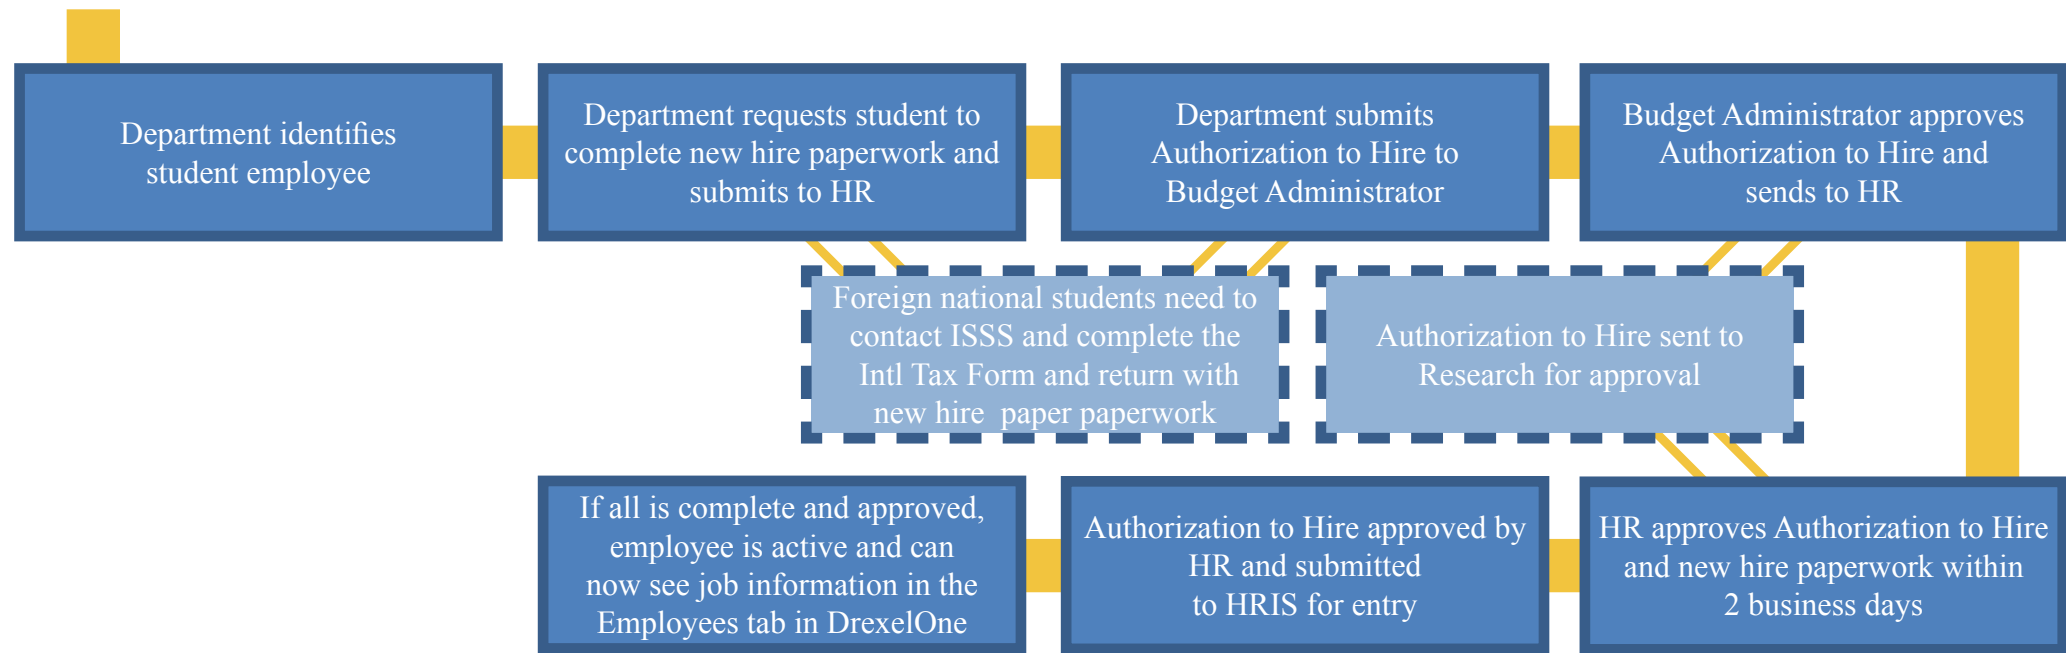 Department identifies
student employee
Department requests student to
complete new hire paperwork and
submits to HR
Department submits
Authorization to Hire to
Budget Administrator
Budget Administrator approves
Authorization to Hire and
sends to HR
Foreign national students need to
contact ISSS and complete the
Intl Tax Form and return with
new hire  paper paperwork
Authorization to Hire sent to
Research for approval
If all is complete and approved,
employee is active and can
now see job information in the
Employees tab in DrexelOne
Authorization to Hire approved by
HR and submitted
to HRIS for entry
HR approves Authorization to Hire
and new hire paperwork within
2 business days